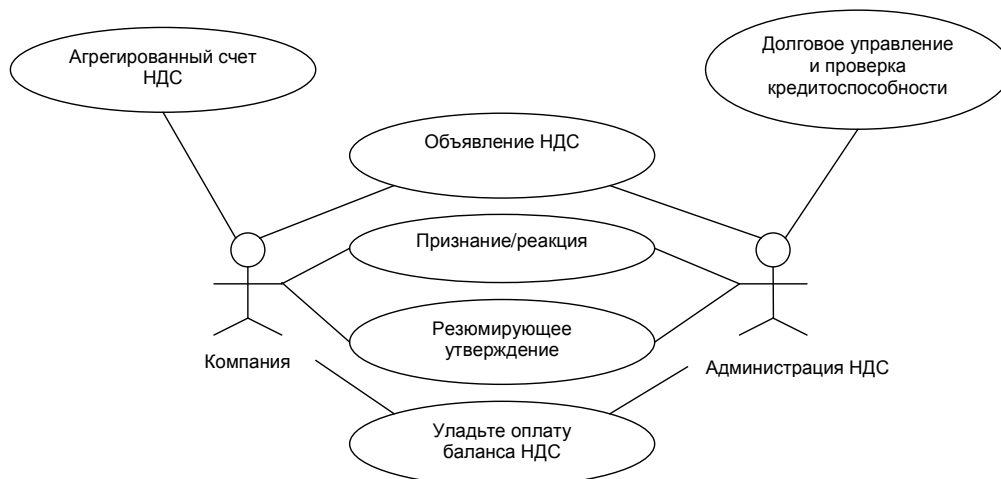 Агрегированный счет
НДС
Долговое управление
и проверка
кредитоспособности
Объявление НДС
Признание/реакция
Резюмирующее
утверждение
Компания
Администрация НДС
Уладьте оплату
баланса НДС